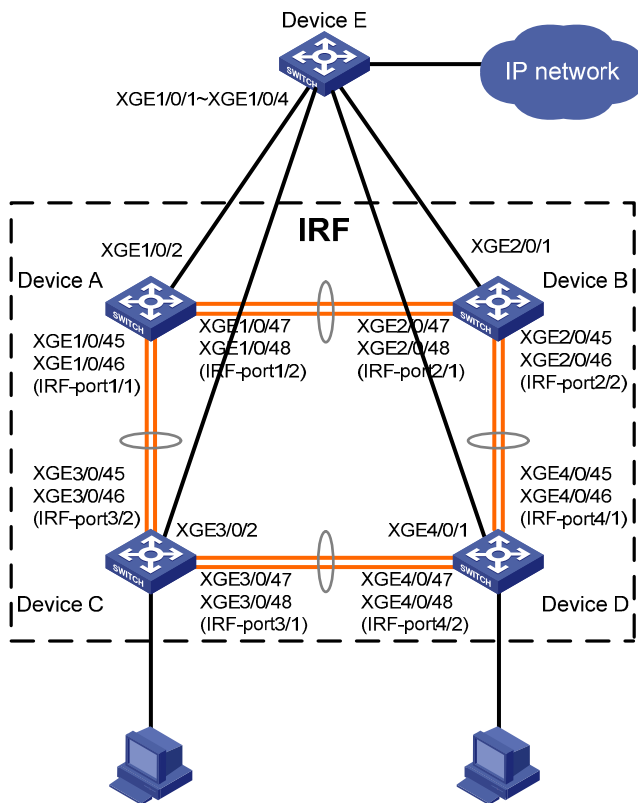 Device E
SWITCH
IP network
XGE1/0/1~XGE1/0/4
IRF
XGE1/0/2
XGE2/0/1
Device A
SWITCH
Device B
SWITCH
XGE1/0/45
XGE1/0/46
(IRF-port1/1)
XGE1/0/47
XGE1/0/48
(IRF-port1/2)
XGE2/0/47
XGE2/0/48
(IRF-port2/1)
XGE2/0/45
XGE2/0/46
(IRF-port2/2)
XGE3/0/45
XGE3/0/46
(IRF-port3/2)
XGE4/0/45
XGE4/0/46
(IRF-port4/1)
XGE3/0/2
XGE4/0/1
SWITCH
SWITCH
Device C
XGE3/0/47
XGE3/0/48
(IRF-port3/1)
XGE4/0/47
XGE4/0/48
(IRF-port4/2)
Device D